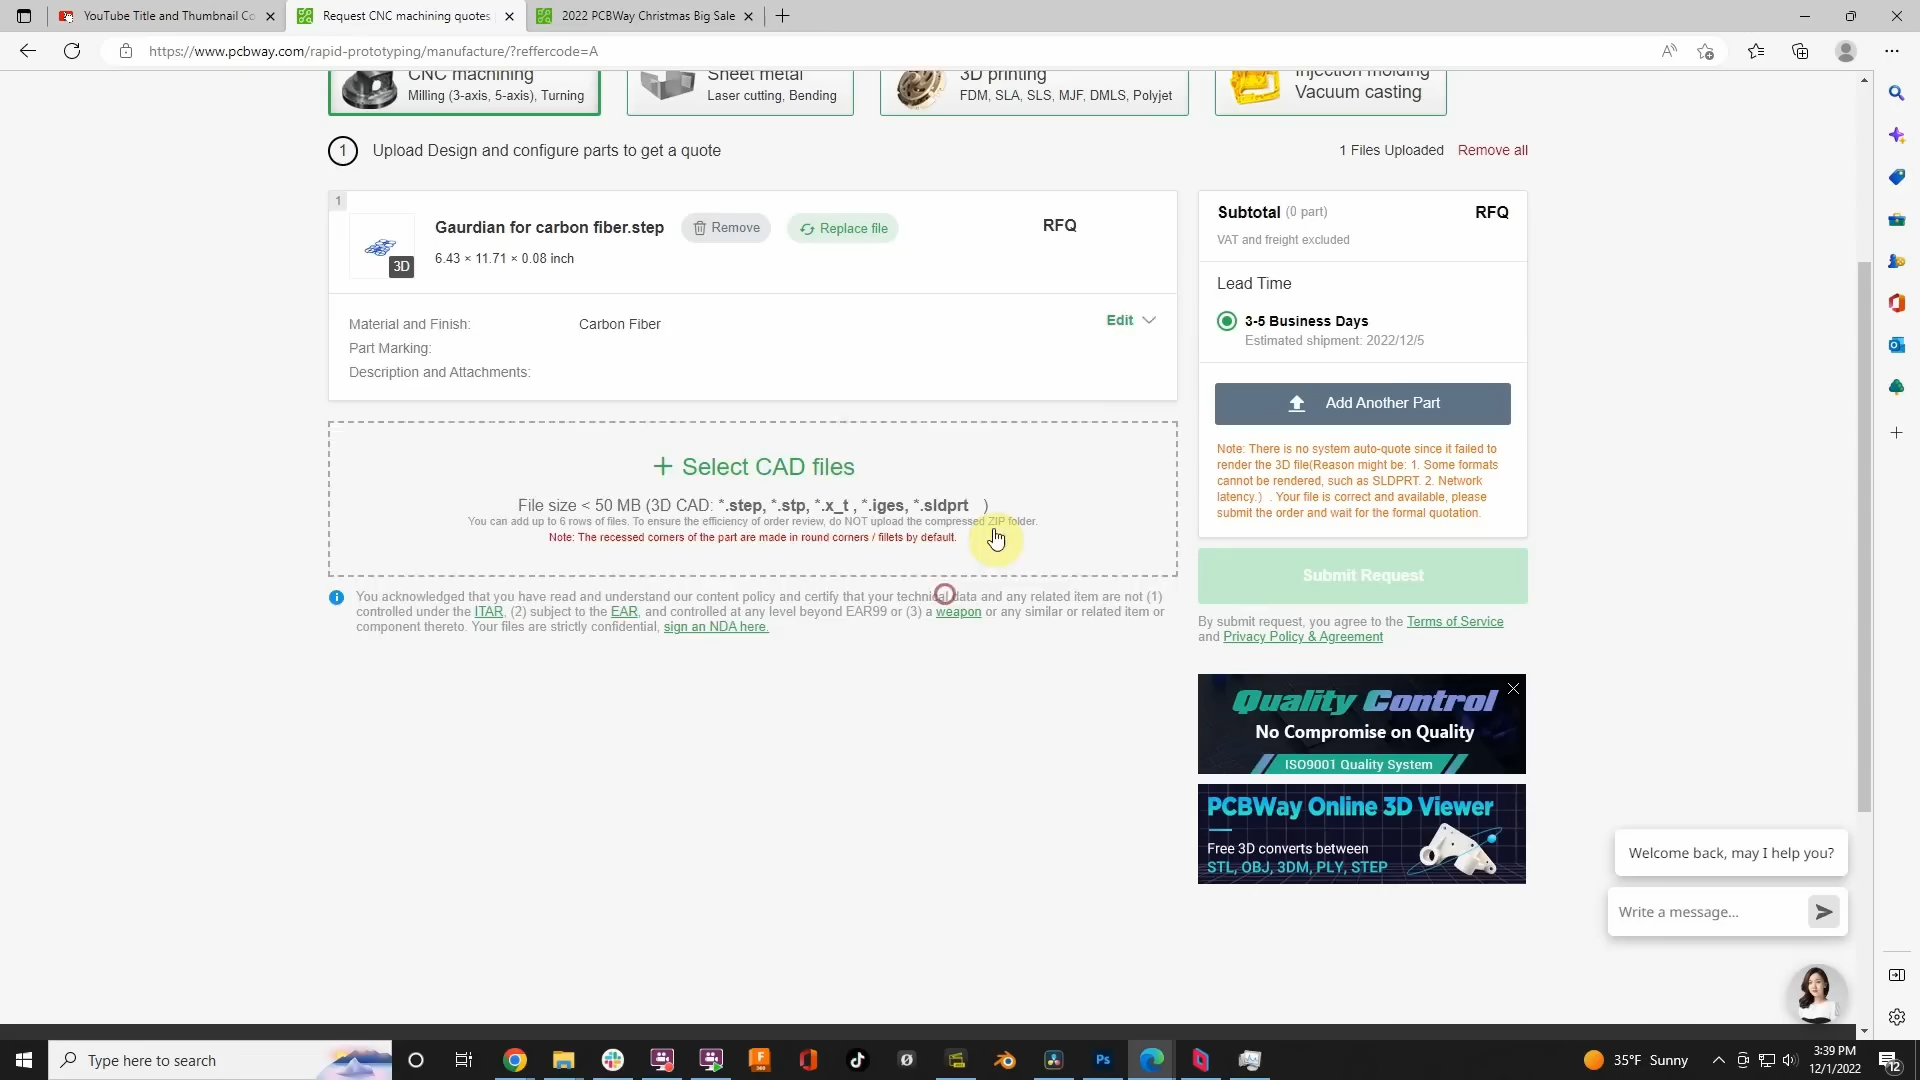 YouTube Title and Thumbnail Co
Request CNC machining quotes
2022 PCBWay Christmas Big Sale
https://www.pcbway.com/rapid-prototyping/manufacture/?reffercode=A
CNC machining
Milling (3-axis, 5-axis), Turning
Sheet metal
Laser cutting, Bending
3D printing
FDM, SLA, SLS, MJF, DMLS, Polyjet
Injection molding
Vacuum casting
1 Upload Design and configure parts to get a quote
1 Files Uploaded Remove all
1
3D
Gaurdian for carbon fiber.step Remove Replace file RFQ
6.43 × 11.71 × 0.08 inch
Material and Finish: Carbon Fiber Edit
Part Marking:
Description and Attachments:
+ Select CAD files
File size < 50 MB (3D CAD: *.step, *.stp, *.x_t , *.iges, *.sldprt )
You can add up to 6 rows of files. To ensure the efficiency of order review, do NOT upload the compressed ZIP folder.
Note: The recessed corners of the part are made in round corners / fillets by default.
You acknowledged that you have read and understand our content policy and certify that your technical data and any related item are not (1)
controlled under the ITAR, (2) subject to the EAR, and controlled at any level beyond EAR99 or (3) a weapon or any similar or related item or
component thereto. Your files are strictly confidential, sign an NDA here.
Subtotal (0 part) RFQ
VAT and freight excluded
Lead Time
3-5 Business Days
Estimated shipment: 2022/12/5
Add Another Part
Note: There is no system auto-quote since it failed to
render the 3D file(Reason might be: 1. Some formats
cannot be rendered, such as SLDPRT. 2. Network
latency.) . Your file is correct and available, please
submit the order and wait for the formal quotation.
Submit Request
By submit request, you agree to the Terms of Service
and Privacy Policy & Agreement
Quality Control
No Compromise on Quality
ISO9001 Quality System
PCBWay Online 3D Viewer
Free 3D converts between
STL, OBJ, 3DM, PLY, STEP
Welcome back, may I help you?
Write a message...
Type here to search
Ps
35°F Sunny
3:39 PM
12/1/2022
12